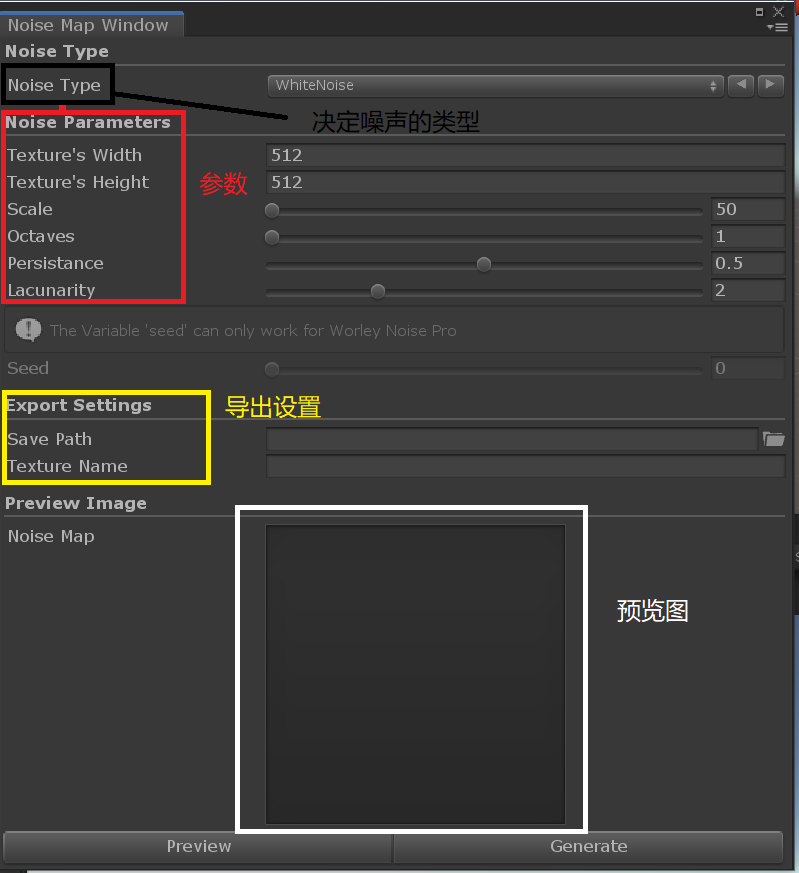 Noise Map Window
Noise Type
Noise Type WhiteNoise
决定噪声的类型
Noise Parameters
Texture's Width 512
参数
Texture's Height 512
Scale 50
Octaves 1
Persistance 0.5
Lacunarity 2
The Variable 'seed' can only work for Worley Noise Pro
Seed 0
Export Settings 导出设置
Save Path
Texture Name
Preview Image
Noise Map
预览图
Preview Generate